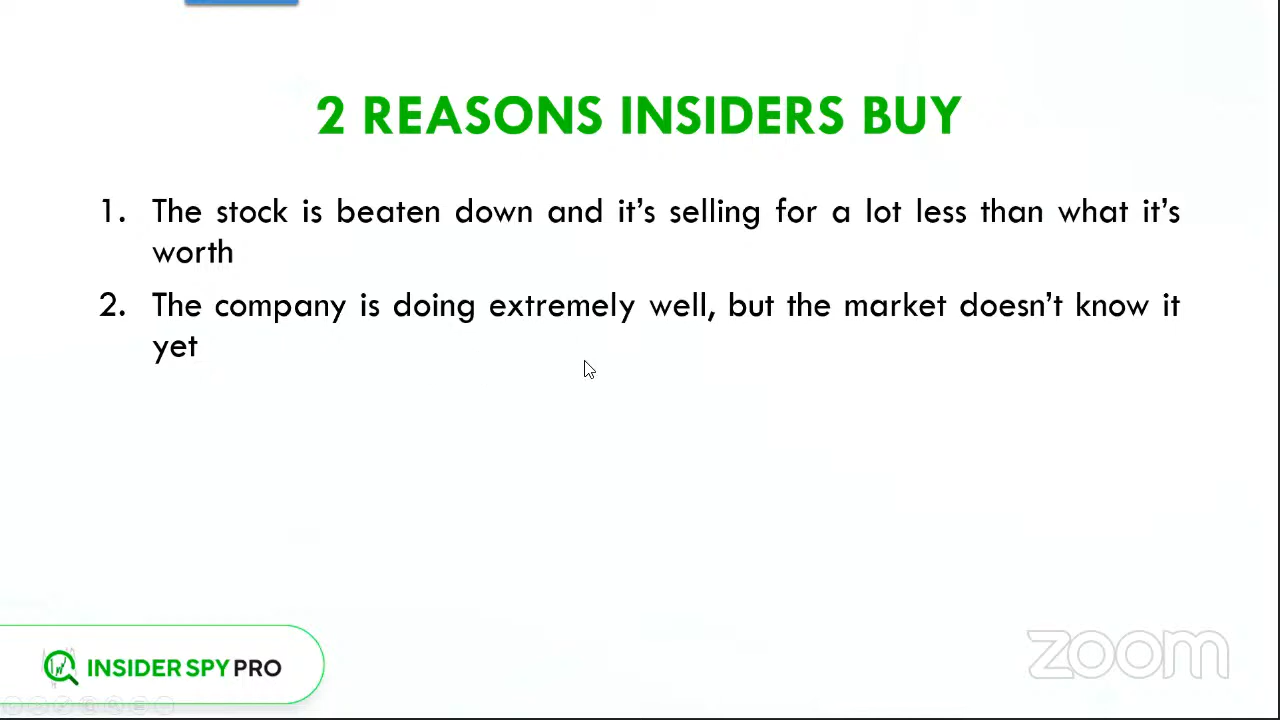 2 REASONS INSIDERS BUY
1. The stock is beaten down and it’s selling for a lot less than what it’s
worth
2. The company is doing extremely well, but the market doesn’t know it
yet
INSIDER SPY PRO
zoom